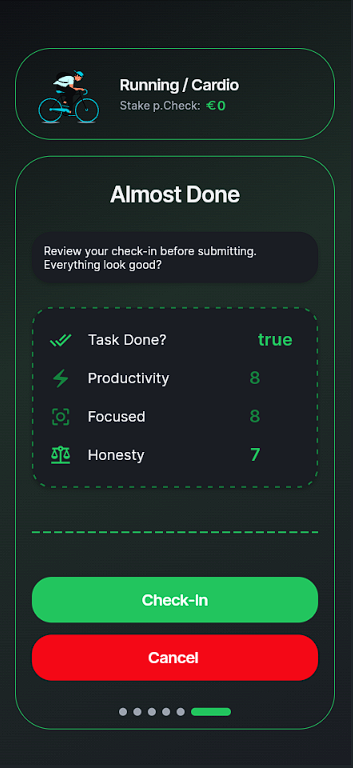 Running / Cardio
Stake p.Check: €0
Almost Done
Review your check-in before submitting.
Everything look good?
Task Done? true
Productivity 8
Focused 8
Honesty 7
Check-In
Cancel